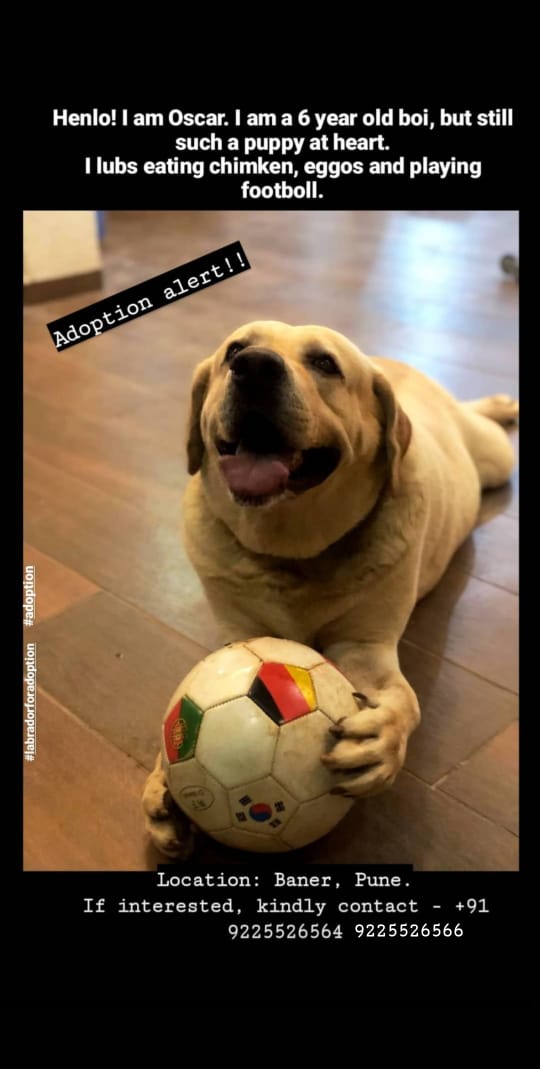 Henlo! I am Oscar. I am a 6 year old boi, but still
such a puppy at heart.
I lubs eating chimken, eggos and playing
footboll.
Adoption alert!!
#labradorforadoption #adoption
Location: Baner, Pune.
If interested, kindly contact - +91
9225526564 9225526566